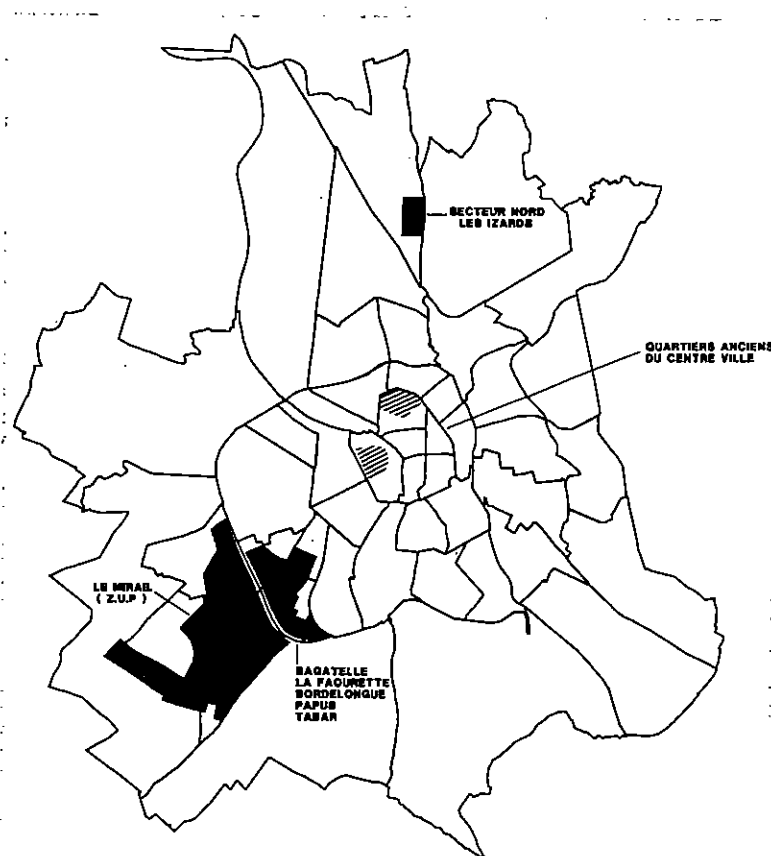 SECTEUR NORD
LES IZARDS
QUARTIERS ANCIENS
DU CENTRE VILLE
LE MIRAIL
( Z.U.P )
BAGATELLE
LA FAOURETTE
BORDELONGUE
PAPUS
TABAR